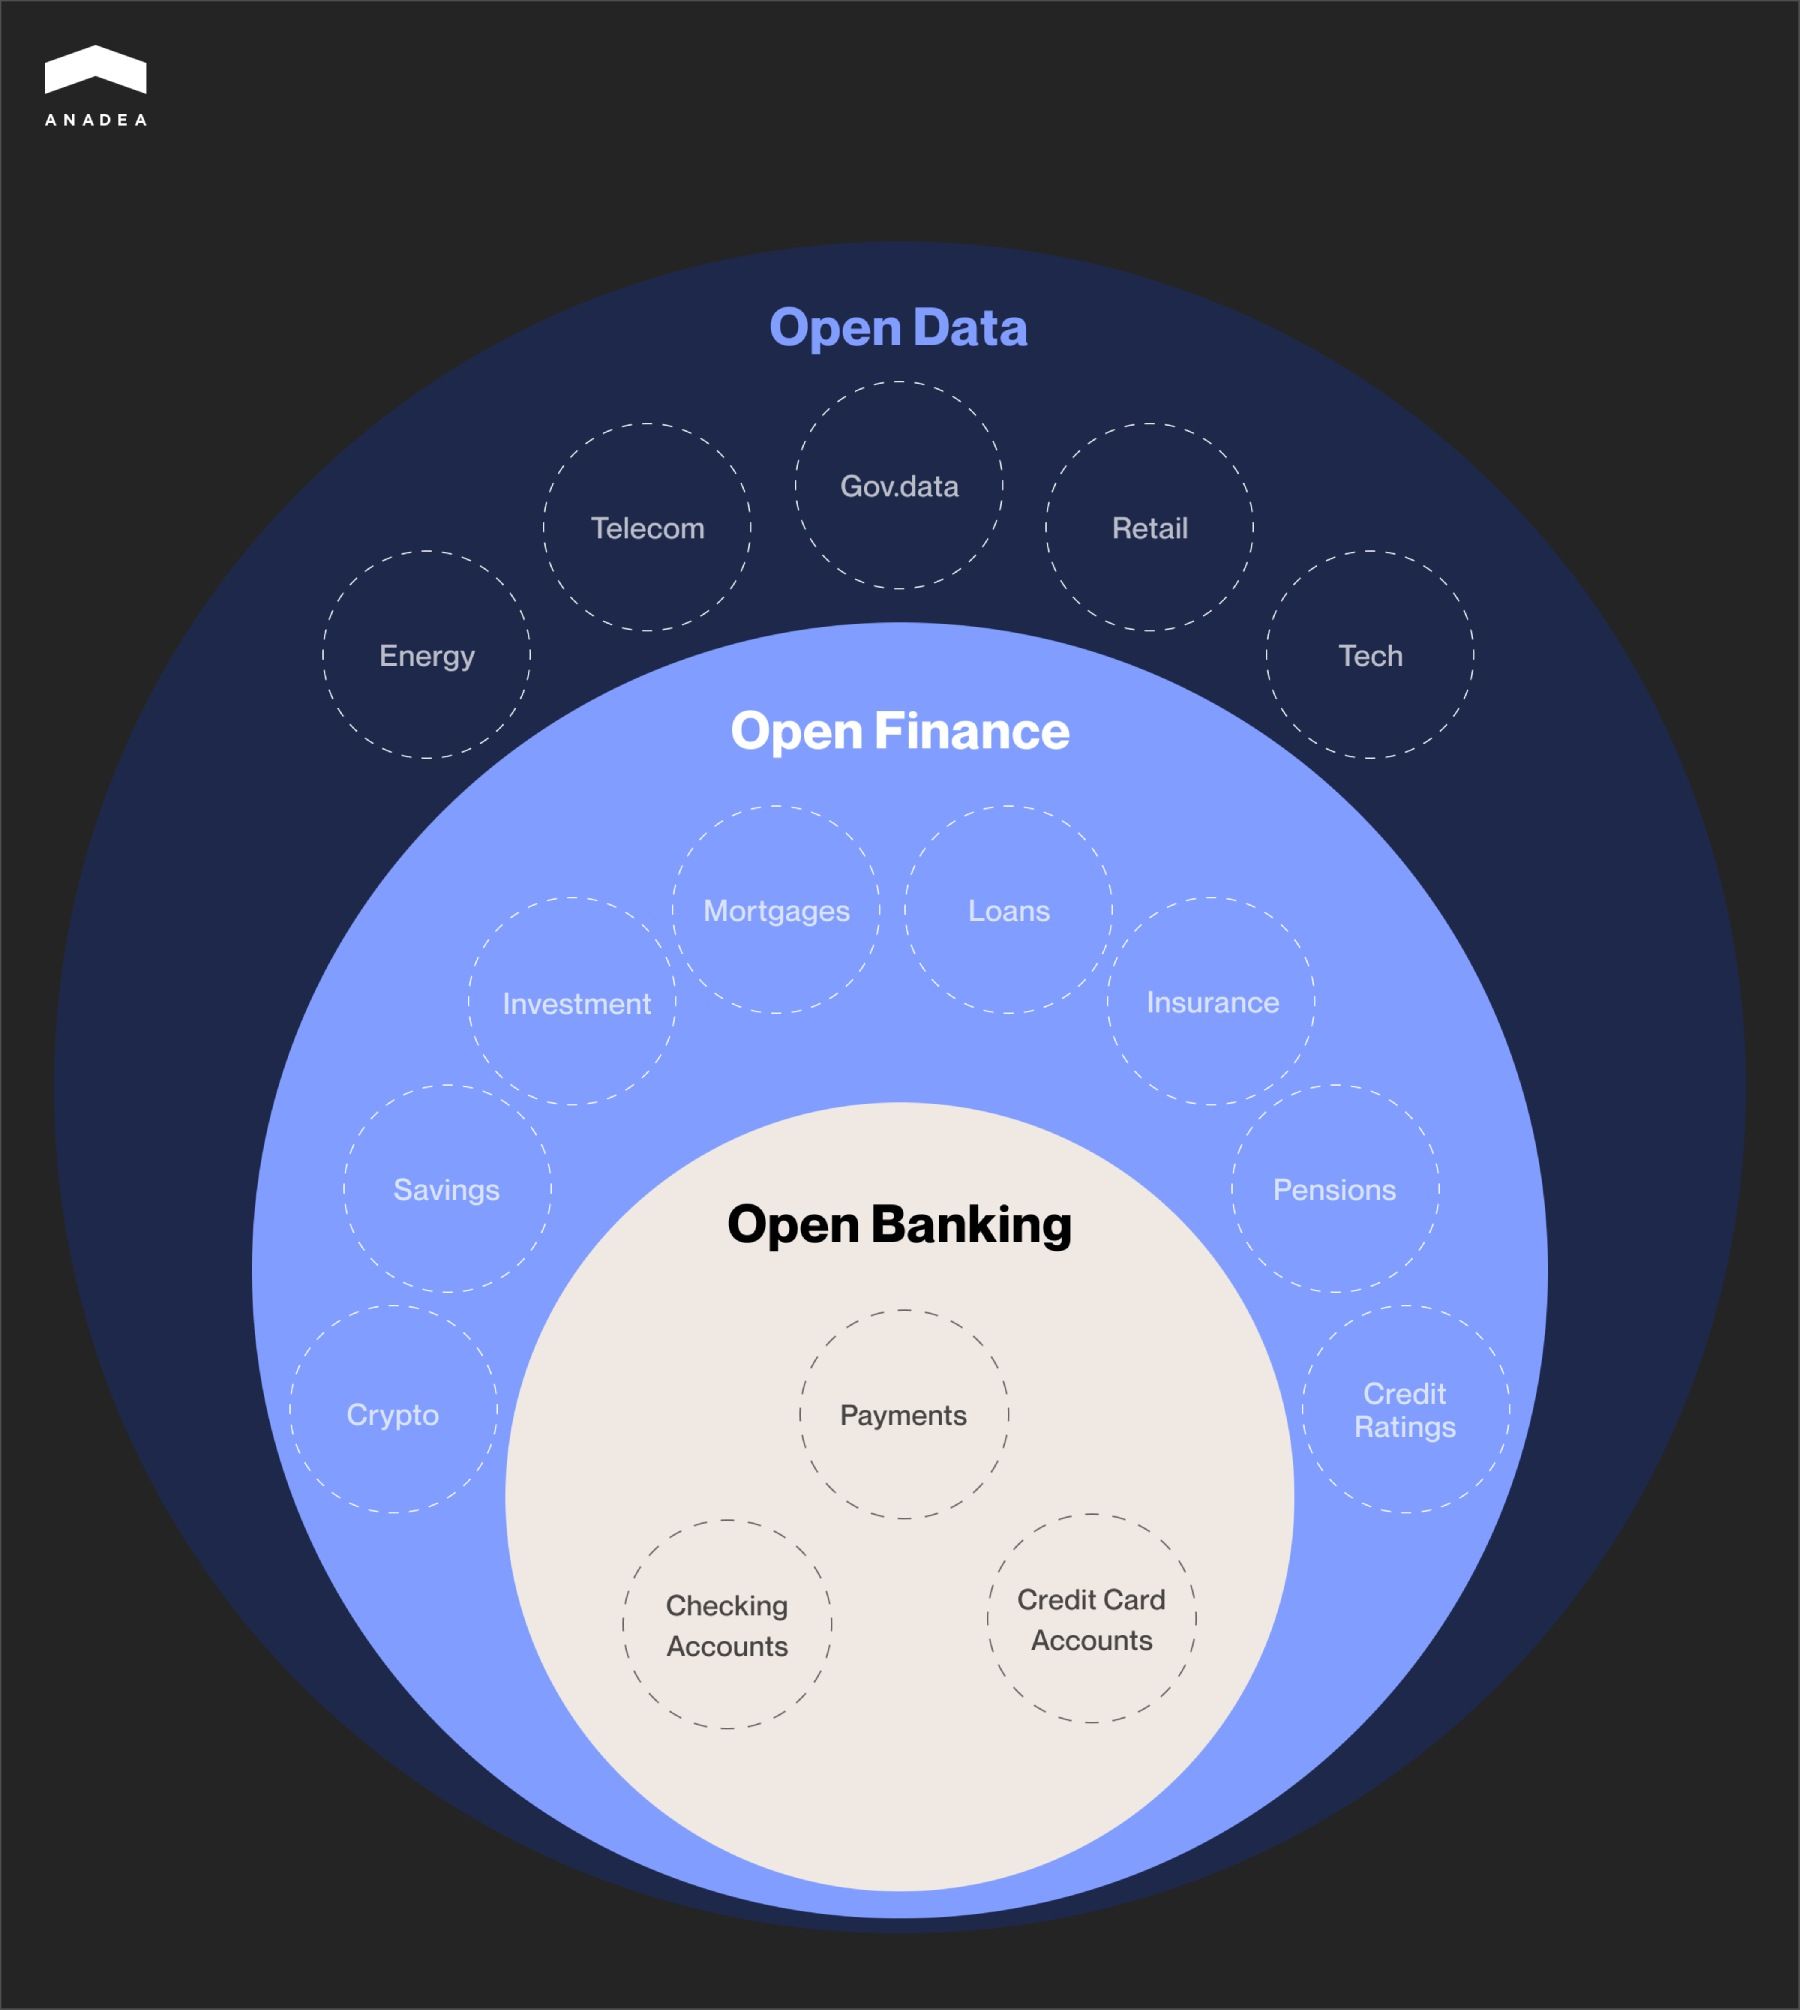 ANADEA
Open Data
Gov.data
Telecom
Retail
Energy
Tech
Open Finance
Mortgages
Loans
Investment
Insurance
Savings
Pensions
Crypto
Credit
Ratings
Open Banking
Payments
Checking
Accounts
Credit Card
Accounts